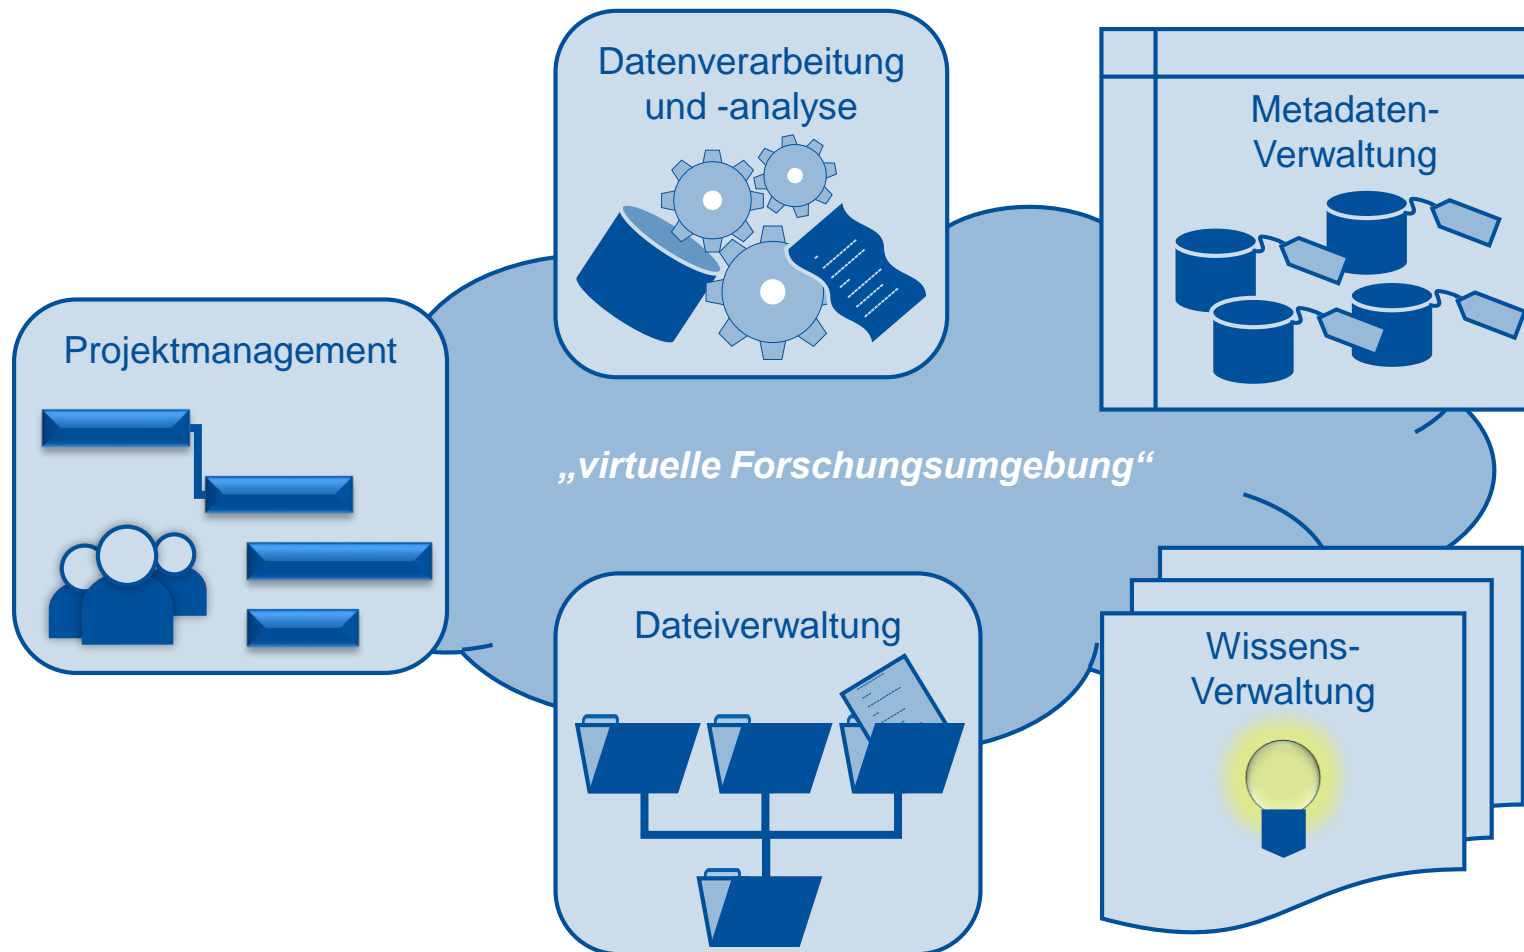 Datenverarbeitung
und -analyse
Metadaten-
Verwaltung
Projektmanagement
„virtuelle Forschungsumgebung“
Dateiverwaltung
Wissens-
Verwaltung